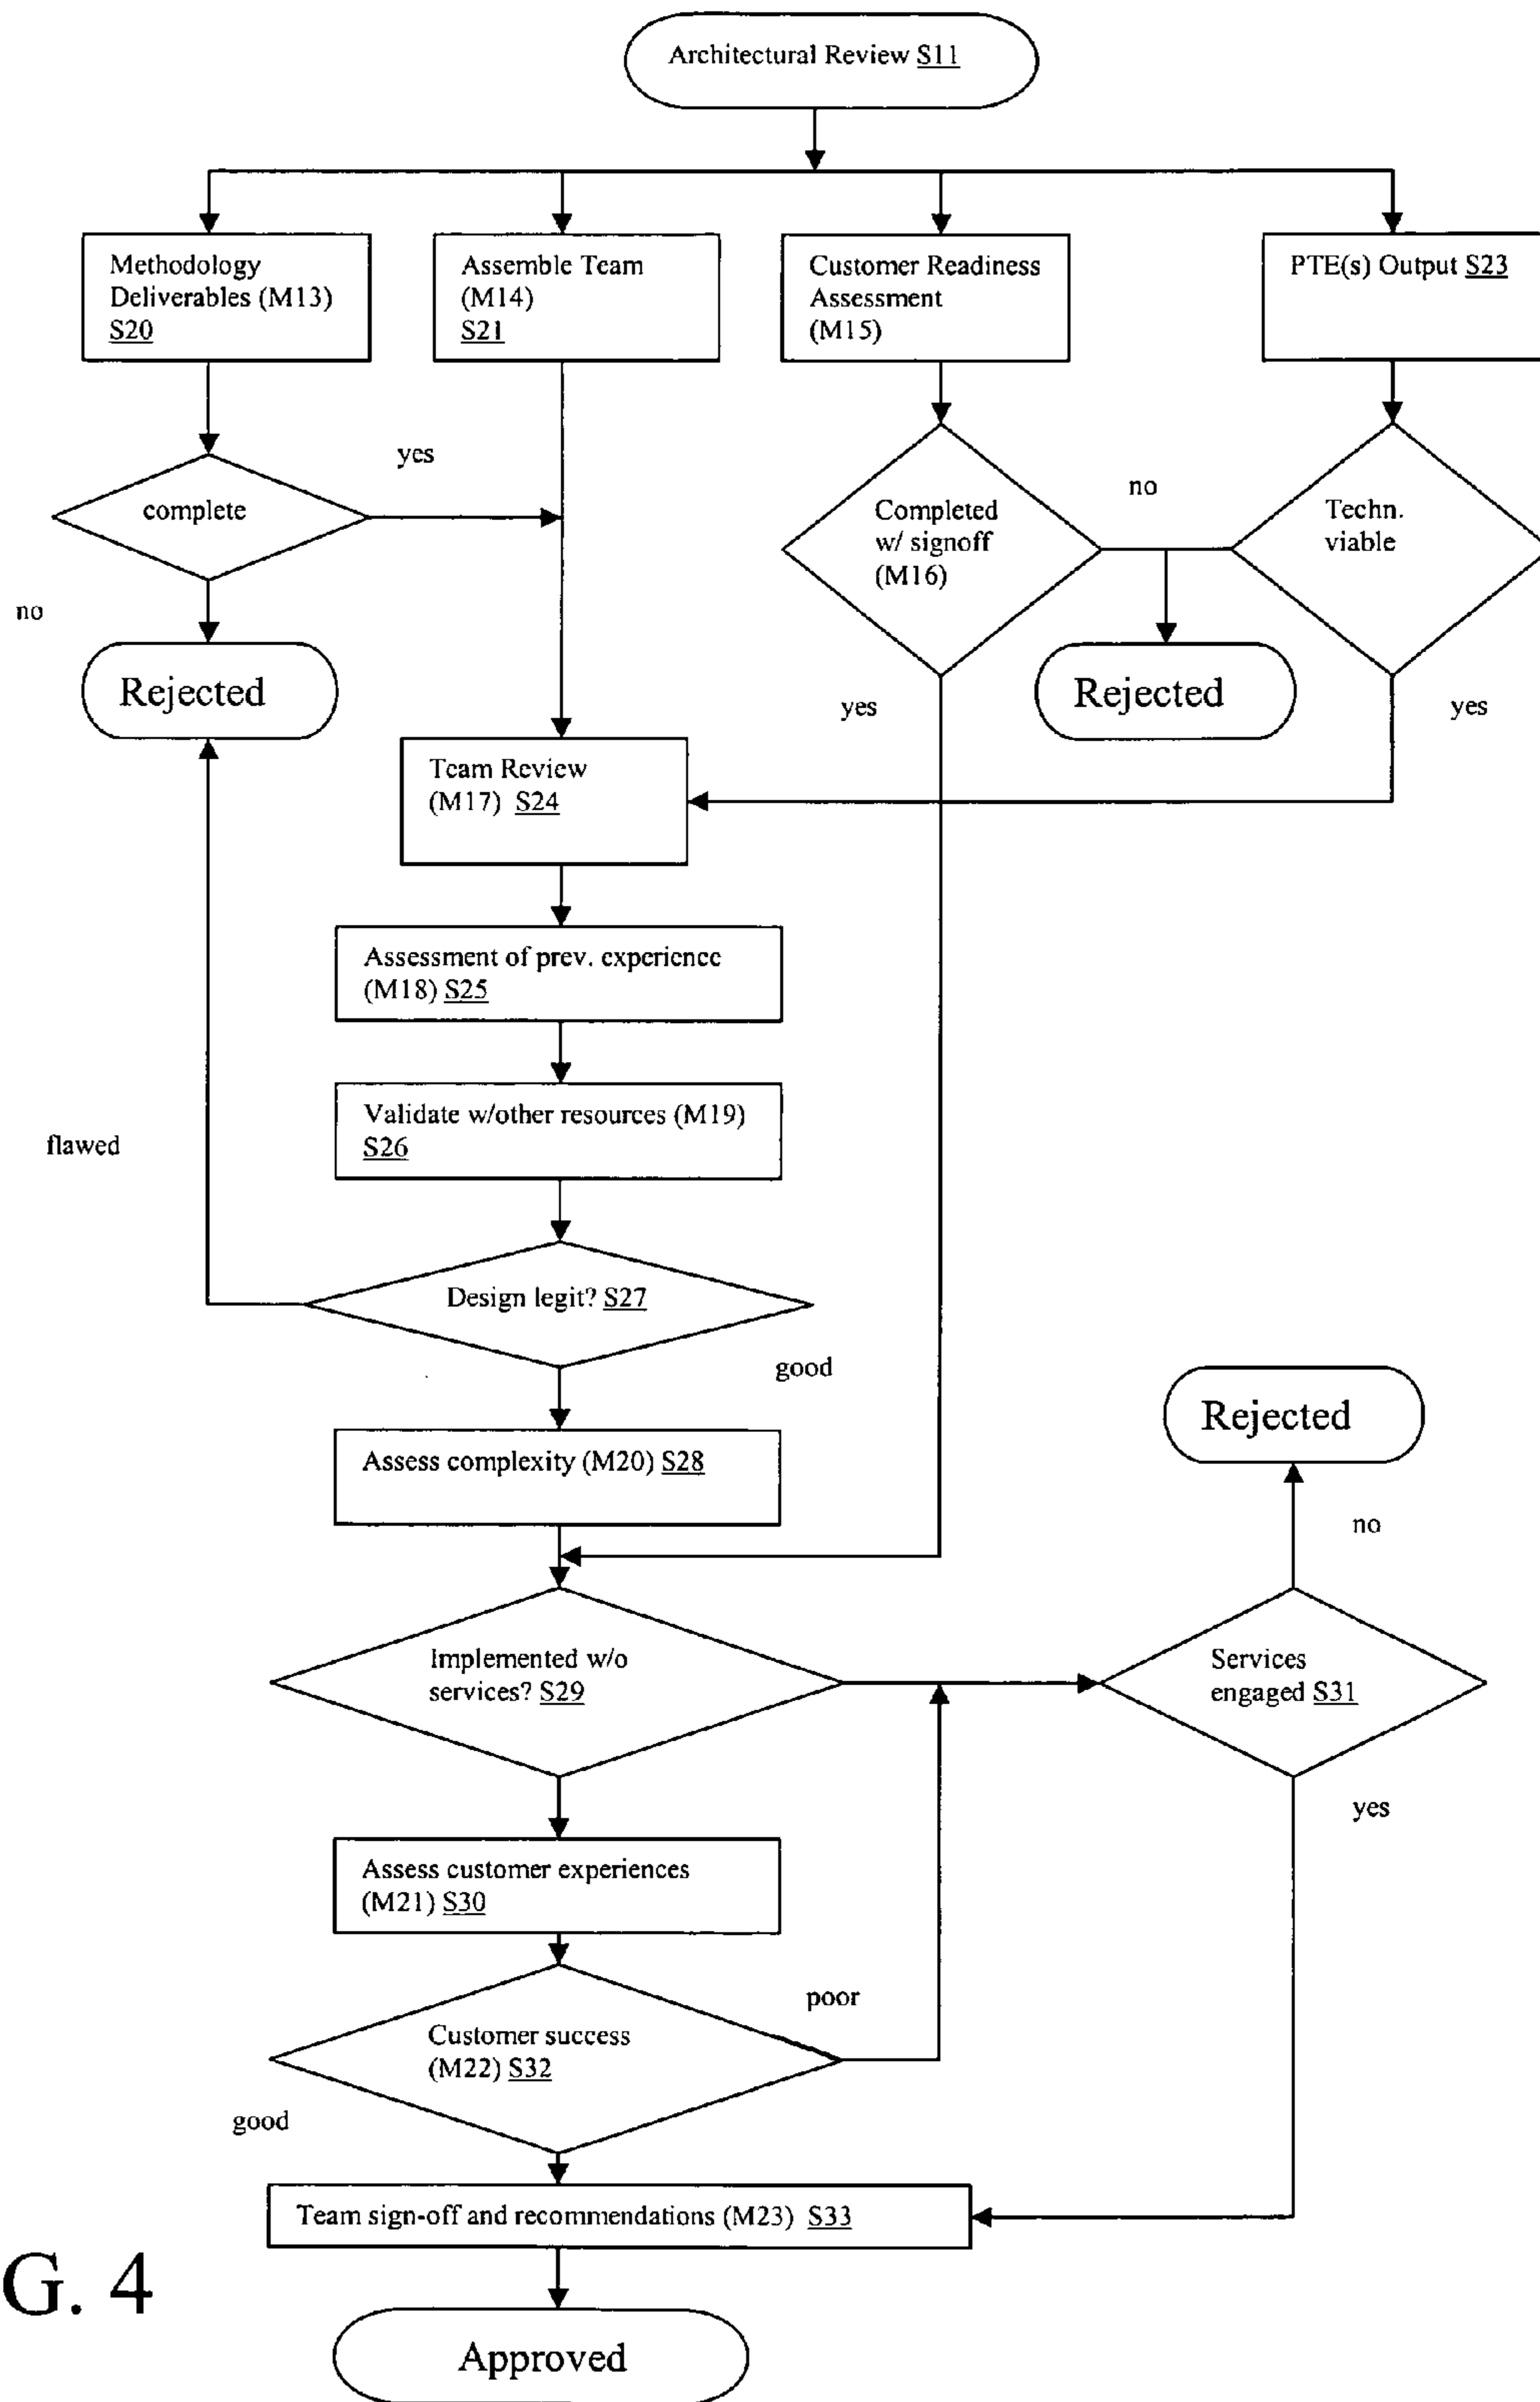 Architectural Review S11
Methodology
Deliverables (M13)
S20
Assemble Team
(M14)
S21
Customer Readiness
Assessment
(M15)
PTE(s) Output S23
complete
yes
no
Completed
w/ signoff
(M16)
no
Techn.
viable
Rejected
yes
Rejected
yes
Team Review
(M17) S24
Assessment of prev. experience
(M18) S25
Validate w/other resources (M19)
S26
flawed
Design legit? S27
good
Rejected
Assess complexity (M20) S28
no
Implemented w/o
services? S29
Services
engaged S31
yes
Assess customer experiences
(M21) S30
poor
Customer success
(M22) S32
good
Team sign-off and recommendations (M23) S33
G. 4
Approved